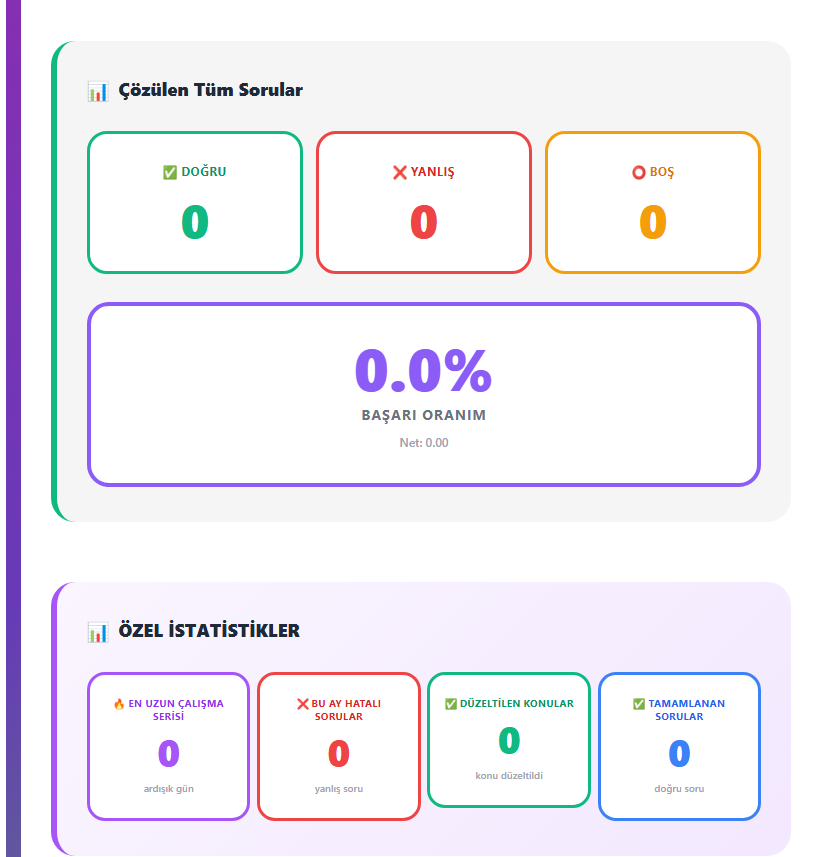 📊 Çözülen Tüm Sorular
✅ DOĞRU
0
❌ YANLIŞ
0
⭕ BOŞ
0
0.0%
BAŞARI ORANIM
Net: 0.00
📊 ÖZEL İSTATİSTİKLER
🔥 EN UZUN ÇALIŞMA
SERİSİ
0
ardışık gün
❌ BU AY HATALI
SORULAR
0
yanlış soru
✅ DÜZELTİLEN KONULAR
0
konu düzeltildi
✅ TAMAMLANAN
SORULAR
0
doğru soru